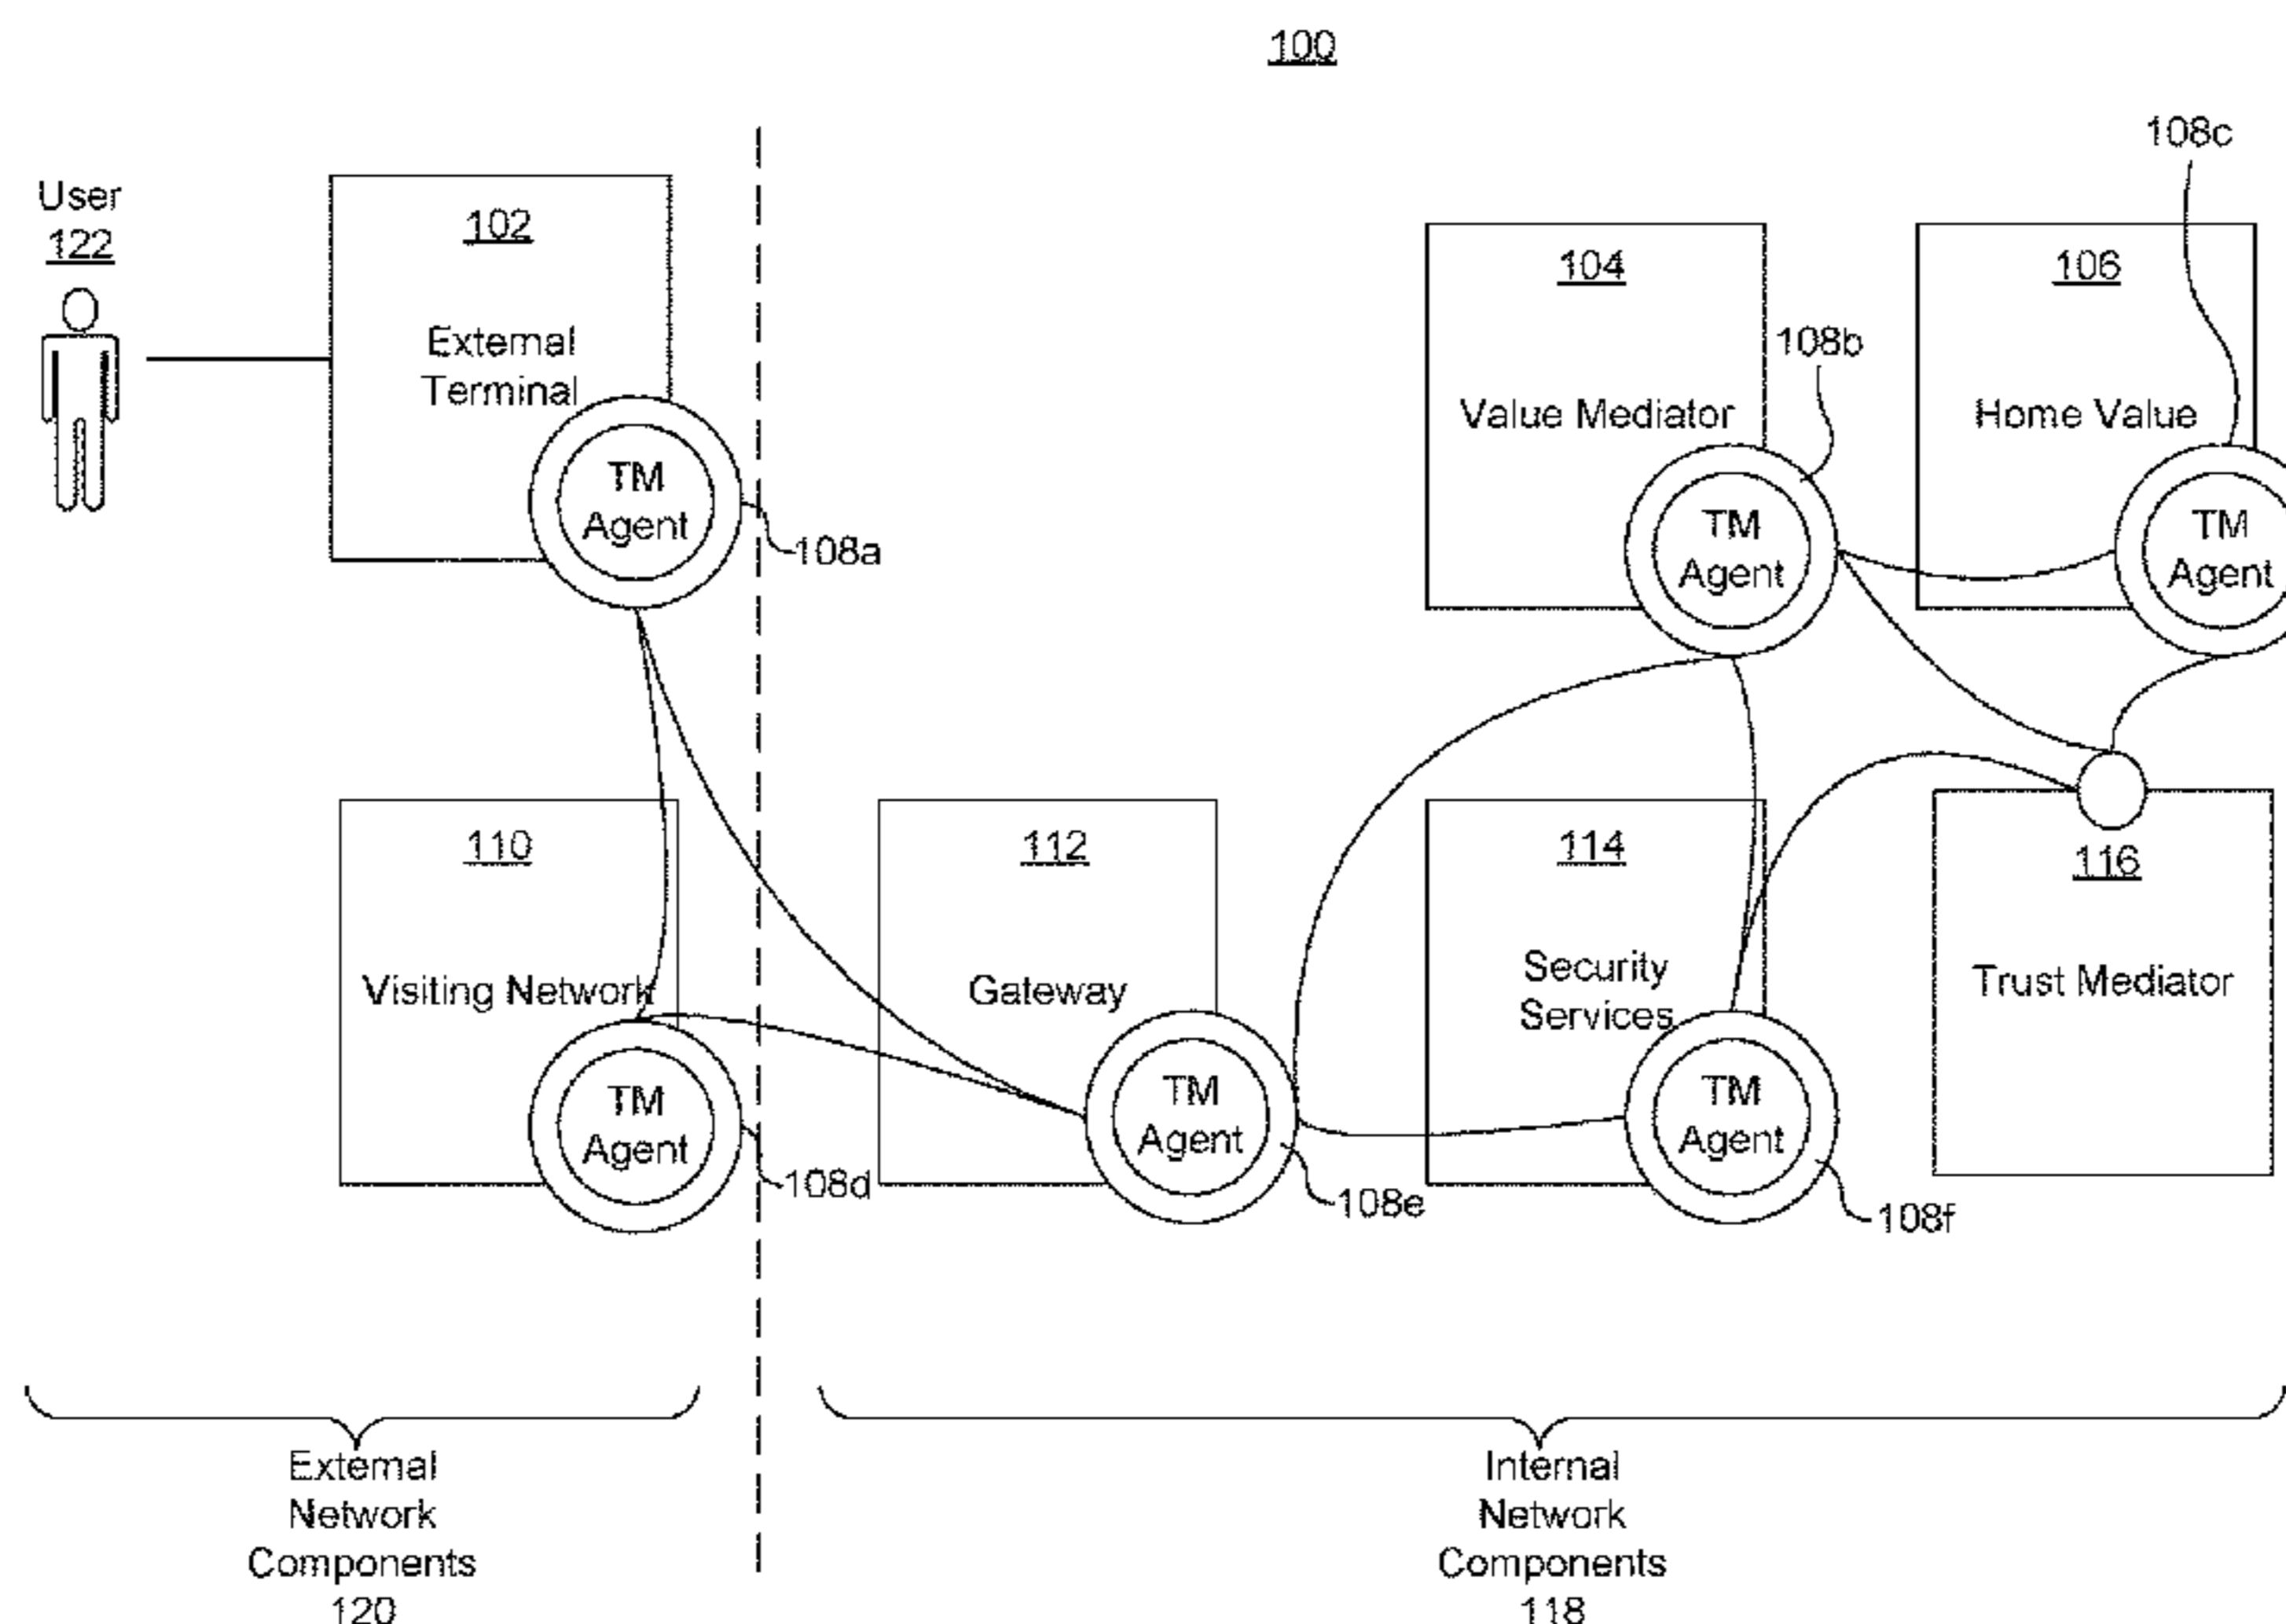 100
User
122
102
External
Terminal
TM
Agent
108a
104
Value Mediator
108b
TM
Agent
106
Home Value
108c
TM
Agent
110
Visiting Network
TM
Agent
108d
112
Gateway
TM
Agent
108e
114
Security
Services
TM
Agent
108f
116
Trust Mediator
External
Network
Components
120
Internal
Network
Components
118